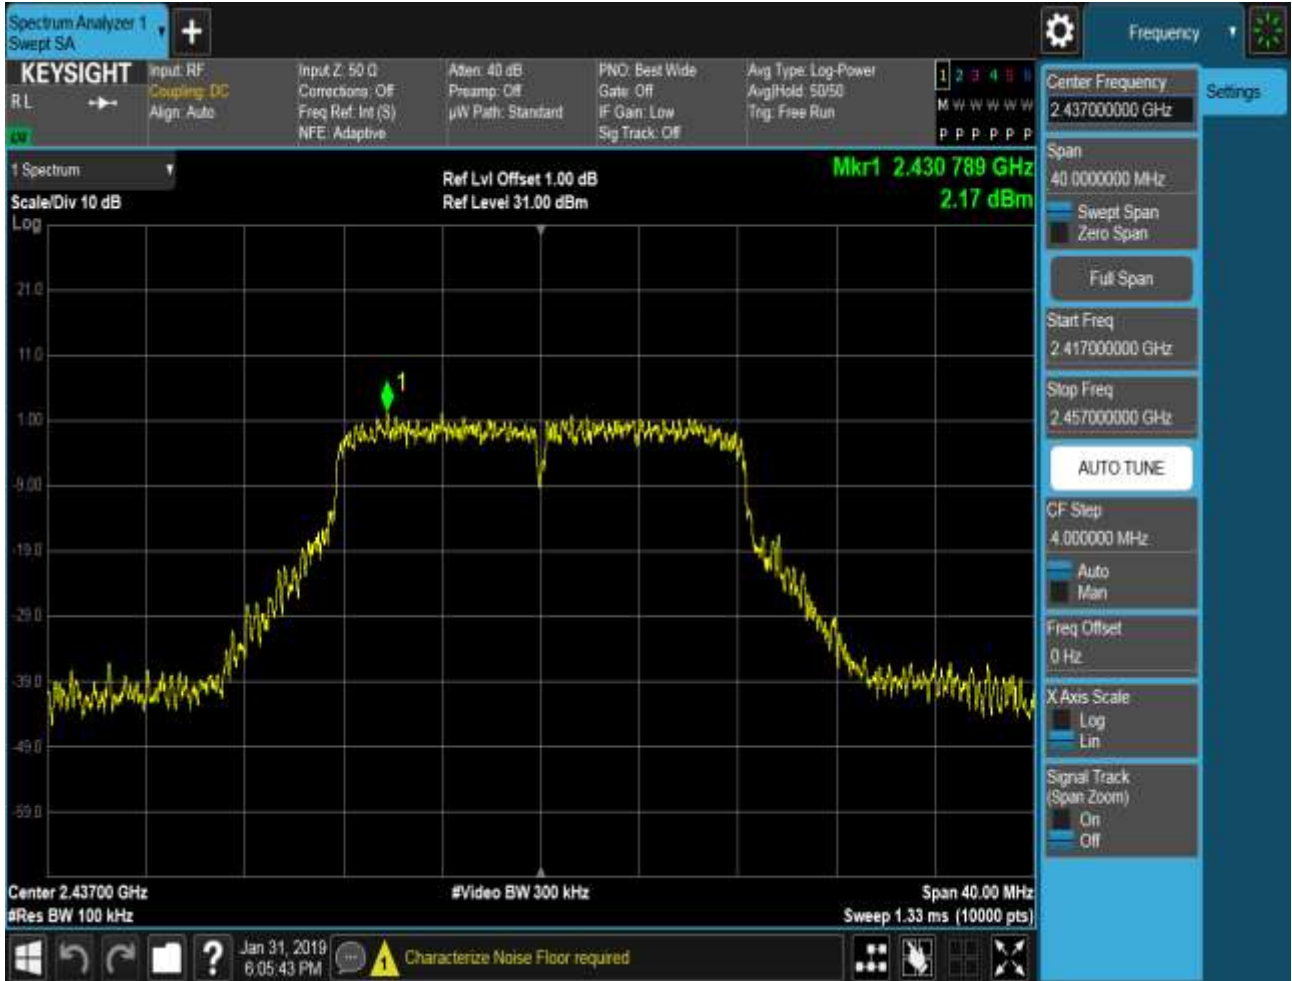 Spectrum Analyzer 1
Swept SA
Frequency
KEYSIGHT
R L
Input: RF
Coupling: DC
Align: Auto
Input Z: 50 Ω
Corrections: Off
Freq Ref: Int (S)
NFE: Adaptive
Atten: 40 dB
Preamp: Off
µW Path: Standard
PNO: Best Wide
Gate: Off
IF Gain: Low
Sig Track: Off
Avg Type: Log-Power
Avg|Hold: 50/50
Trig: Free Run
1 2 3 4 5 6
M W W W W W
P P P P P P
1 Spectrum
Scale/Div 10 dB
Log
Ref Lvl Offset 1.00 dB
Ref Level 31.00 dBm
Mkr1 2.430 789 GHz
2.17 dBm
21.0
11.0
1.00
-9.00
-19.0
-29.0
-39.0
-49.0
-59.0
1
Center 2.43700 GHz
#Res BW 100 kHz
#Video BW 300 kHz
Span 40.00 MHz
Sweep 1.33 ms (10000 pts)
Jan 31, 2019
6:05:43 PM
1
Characterize Noise Floor required
Center Frequency
2.437000000 GHz
Settings
Span
40.0000000 MHz
Swept Span
Zero Span
Full Span
Start Freq
2.417000000 GHz
Stop Freq
2.457000000 GHz
AUTO TUNE
CF Step
4.000000 MHz
Auto
Man
Freq Offset
0 Hz
X Axis Scale
Log
Lin
Signal Track
(Span Zoom)
On
Off